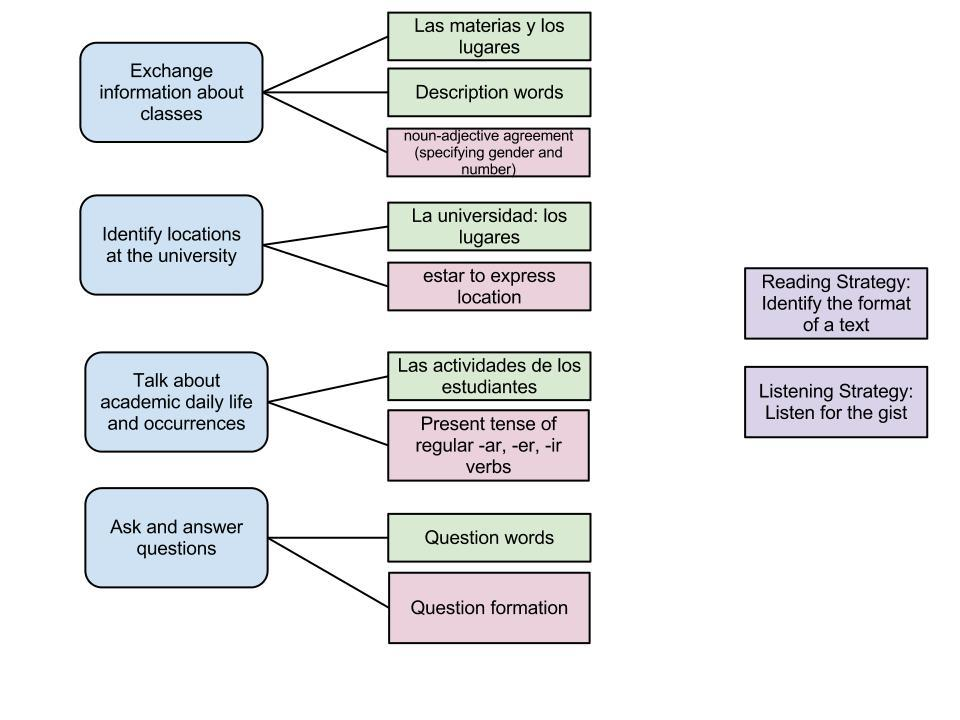 Exchange
information about
classes
Las materias y los
lugares
Description words
noun-adjective agreement
(specifying gender and
number)
Identify locations
at the university
La universidad: los
lugares
estar to express
location
Talk about
academic daily life
and occurrences
Las actividades de los
estudiantes
Present tense of
regular -ar, -er, -ir
verbs
Ask and answer
questions
Question words
Question formation
Reading Strategy:
Identify the format
of a text
Listening Strategy:
Listen for the gist